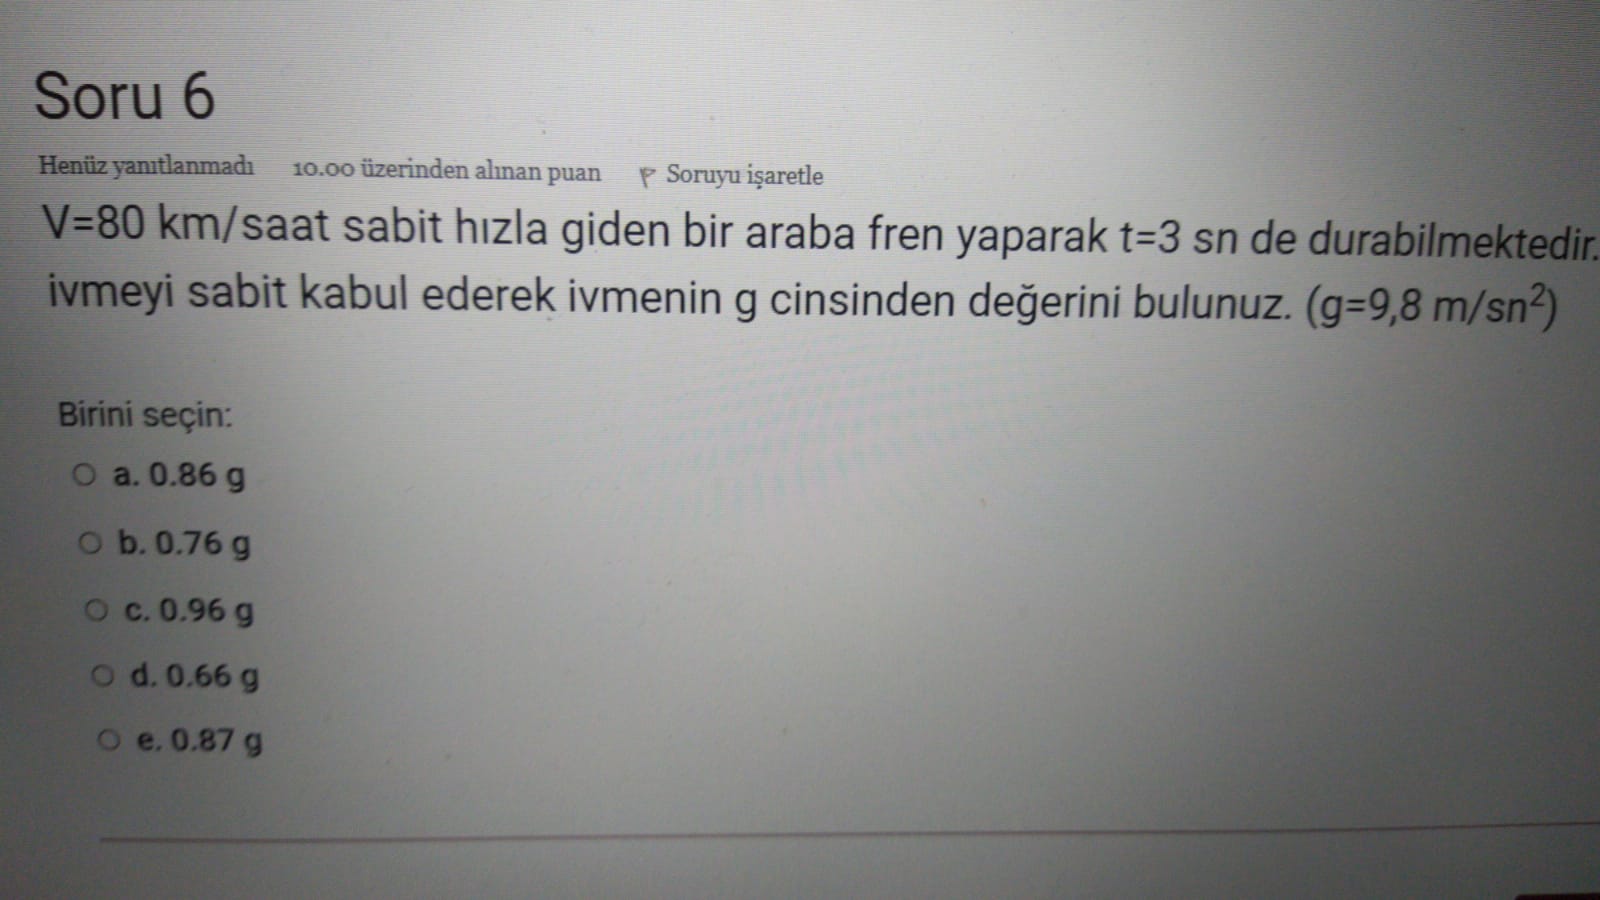 Soru 6
Henüz yanıtlanmadı 10.00 üzerinden alınan puan Soruyu işaretle
V=80 km/saat sabit hızla giden bir araba fren yaparak t=3 sn de durabilmektedir.
ivmeyi sabit kabul ederek ivmenin g cinsinden değerini bulunuz. (g=9,8 m/sn²)
Birini seçin:
a. 0.86 g
b. 0.76 g
c. 0.96 g
d. 0.66 g
e. 0.87 g